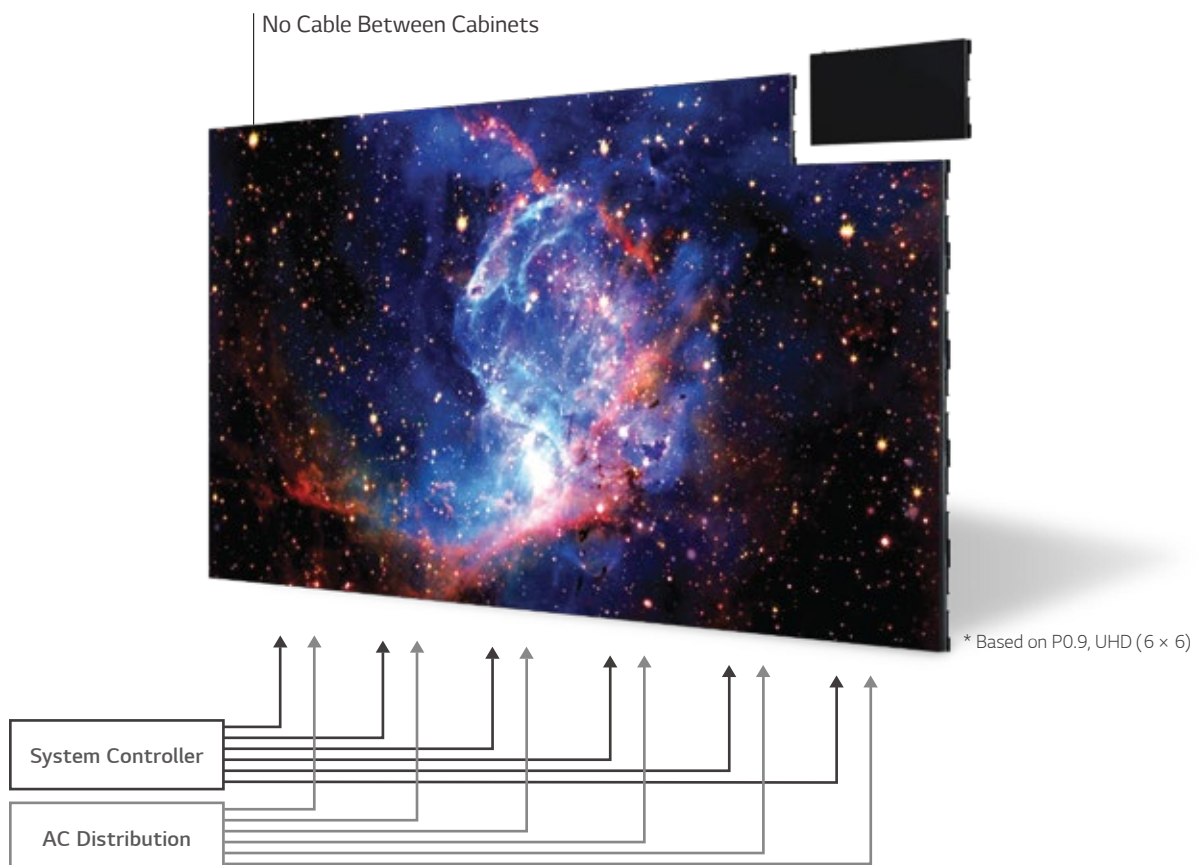 No Cable Between Cabinets
* Based on P0.9, UHD (6 × 6)
System Controller
AC Distribution